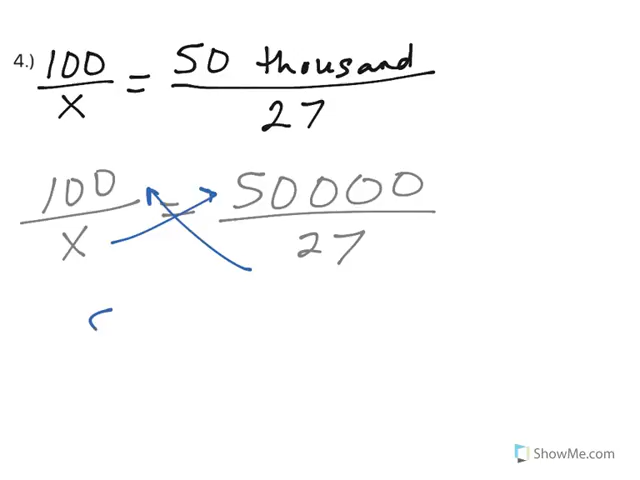 4.) 100 = 50 thousand
x 27
100 = 50000
x 27
ShowMe.com